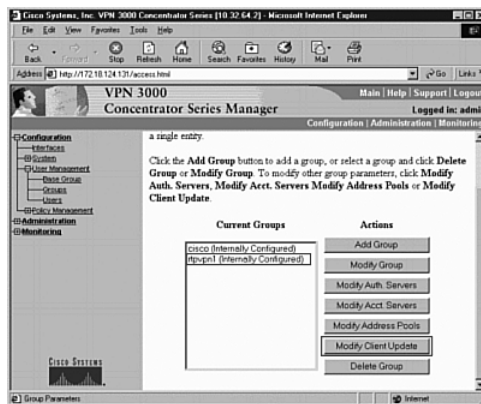 Cisco Systems, Inc. VPN 3000 Concentrator Series [10.32.64.2] - Microsoft Internet Explorer
File Edit View Favorites Tools Help
Back Forward Stop Refresh Home Search Favorites History Mail Print
Address http://172.18.124.131/access.html Go Links
VPN 3000
Concentrator Series Manager
Main | Help | Support | Logout
Logged in: admi
Configuration | Administration | Monitoring
Configuration
Interfaces
System
User Management
Base Group
Groups
Users
Policy Management
Administration
Monitoring
a single entity.
Click the Add Group button to add a group, or select a group and click Delete
Group or Modify Group. To modify other group parameters, click Modify
Auth. Servers, Modify Acct. Servers Modify Address Pools or Modify
Client Update.
Current Groups
cisco (Internally Configured)
rtpvpn1 (Internally Configured)
Actions
Add Group
Modify Group
Modify Auth. Servers
Modify Acct. Servers
Modify Address Pools
Modify Client Update
Delete Group
Cisco Systems
Group Parameters
Internet